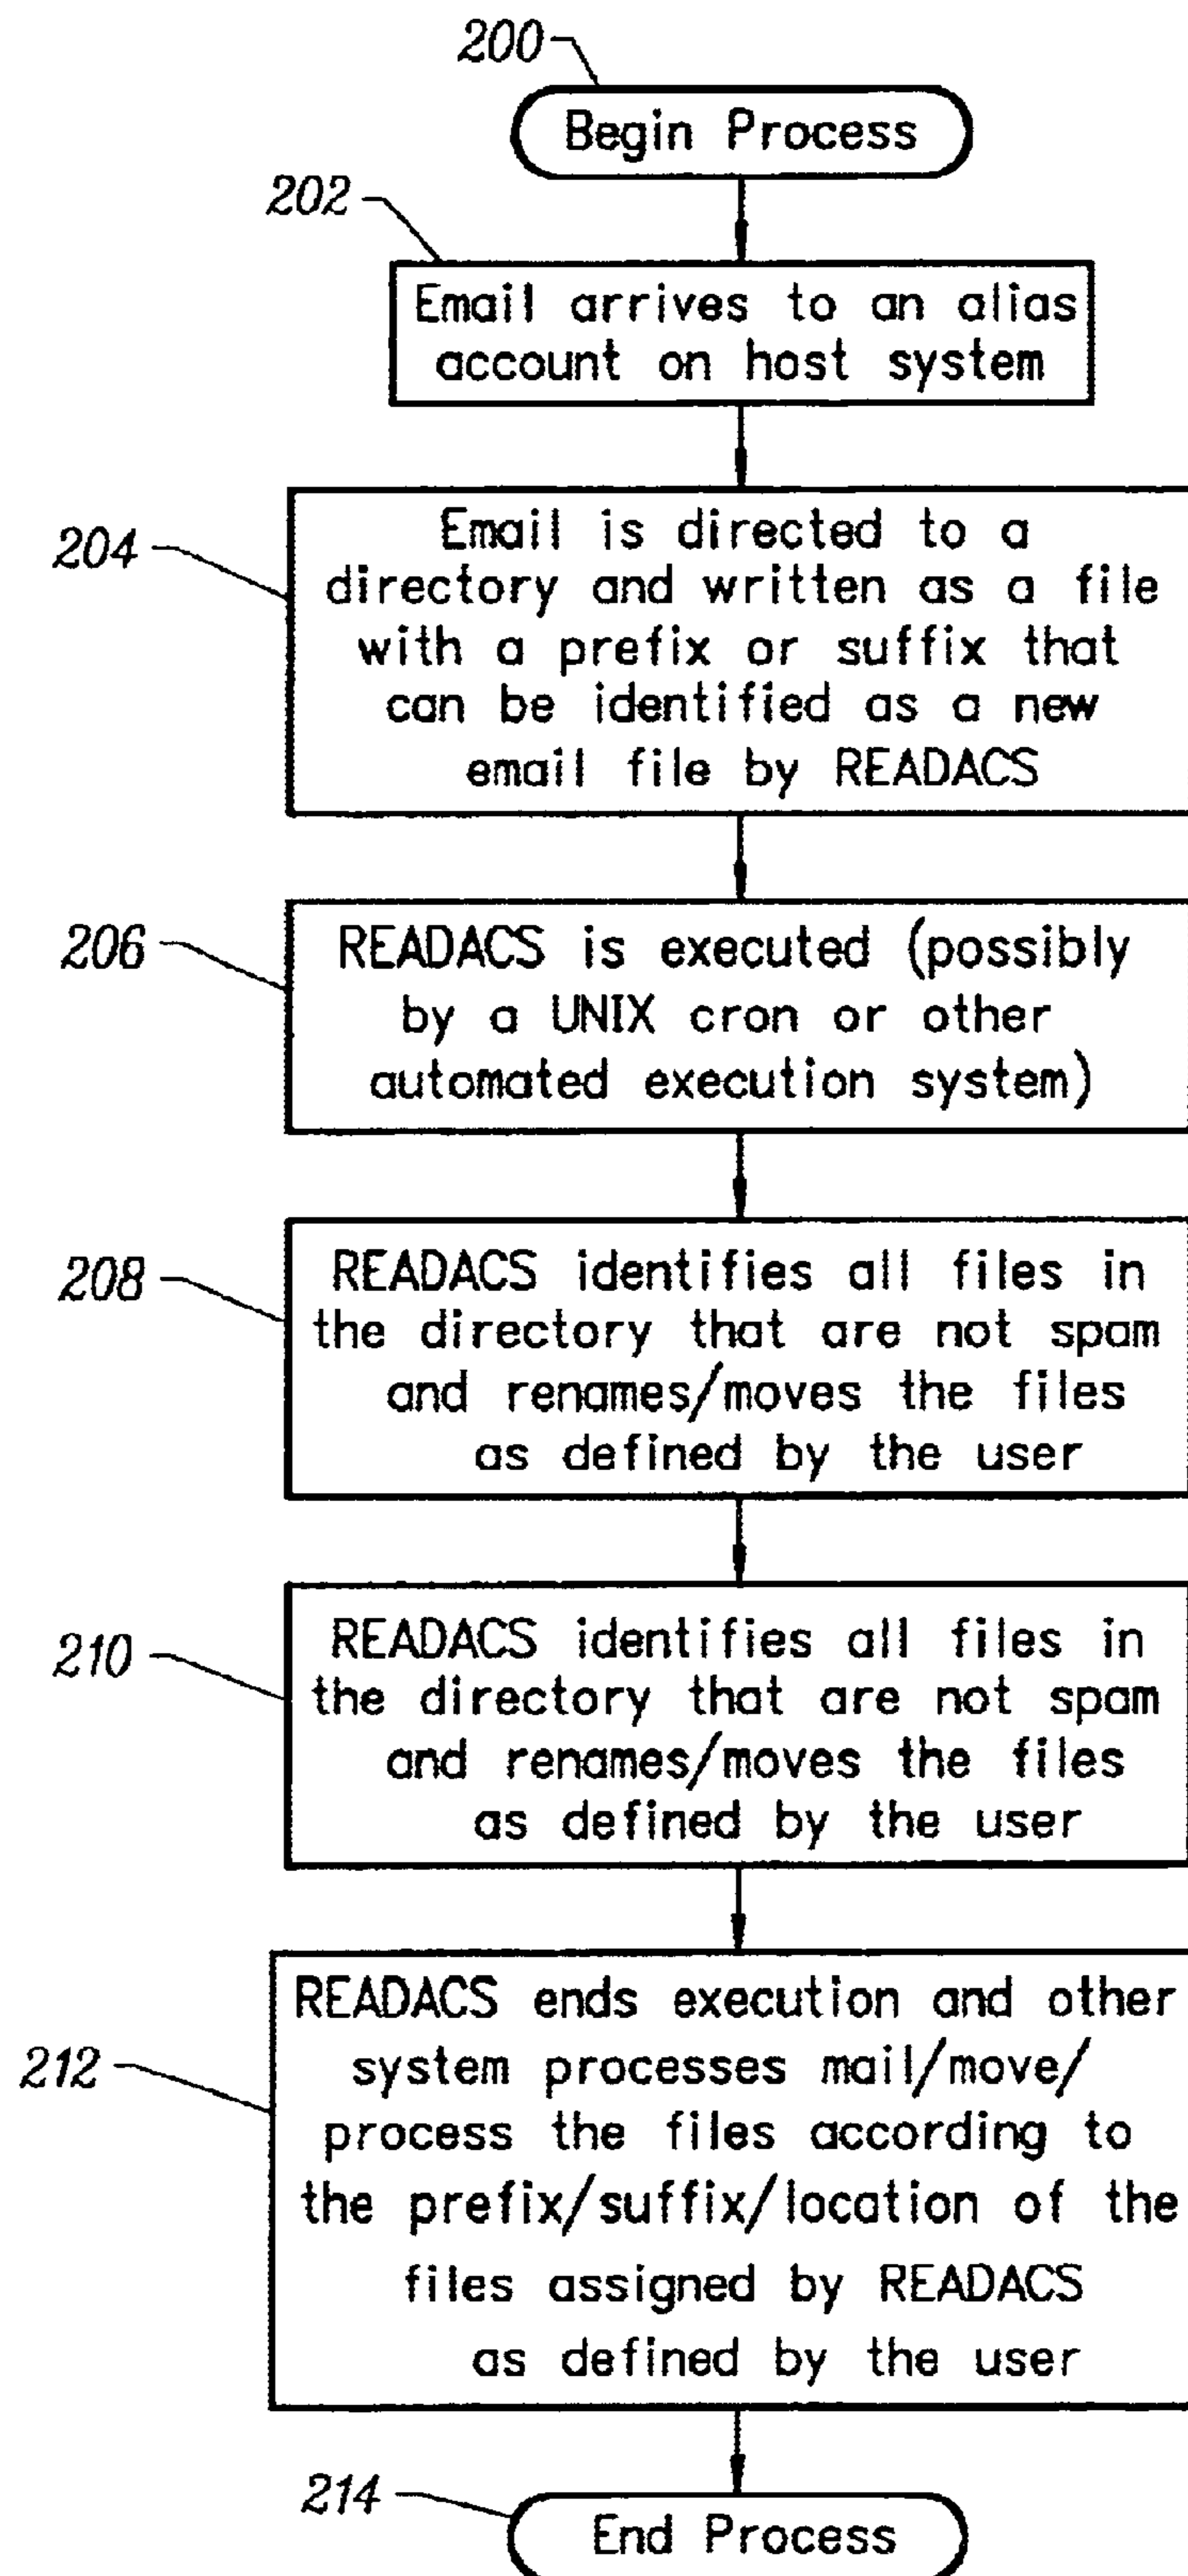 200
Begin Process
202
Email arrives to an alias
account on host system
204
Email is directed to a
directory and written as a file
with a prefix or suffix that
can be identified as a new
email file by READACS
206
READACS is executed (possibly
by a UNIX cron or other
automated execution system)
208
READACS identifies all files in
the directory that are not spam
and renames/moves the files
as defined by the user
210
READACS identifies all files in
the directory that are not spam
and renames/moves the files
as defined by the user
212
READACS ends execution and other
system processes mail/move/
process the files according to
the prefix/suffix/location of the
files assigned by READACS
as defined by the user
214
End Process